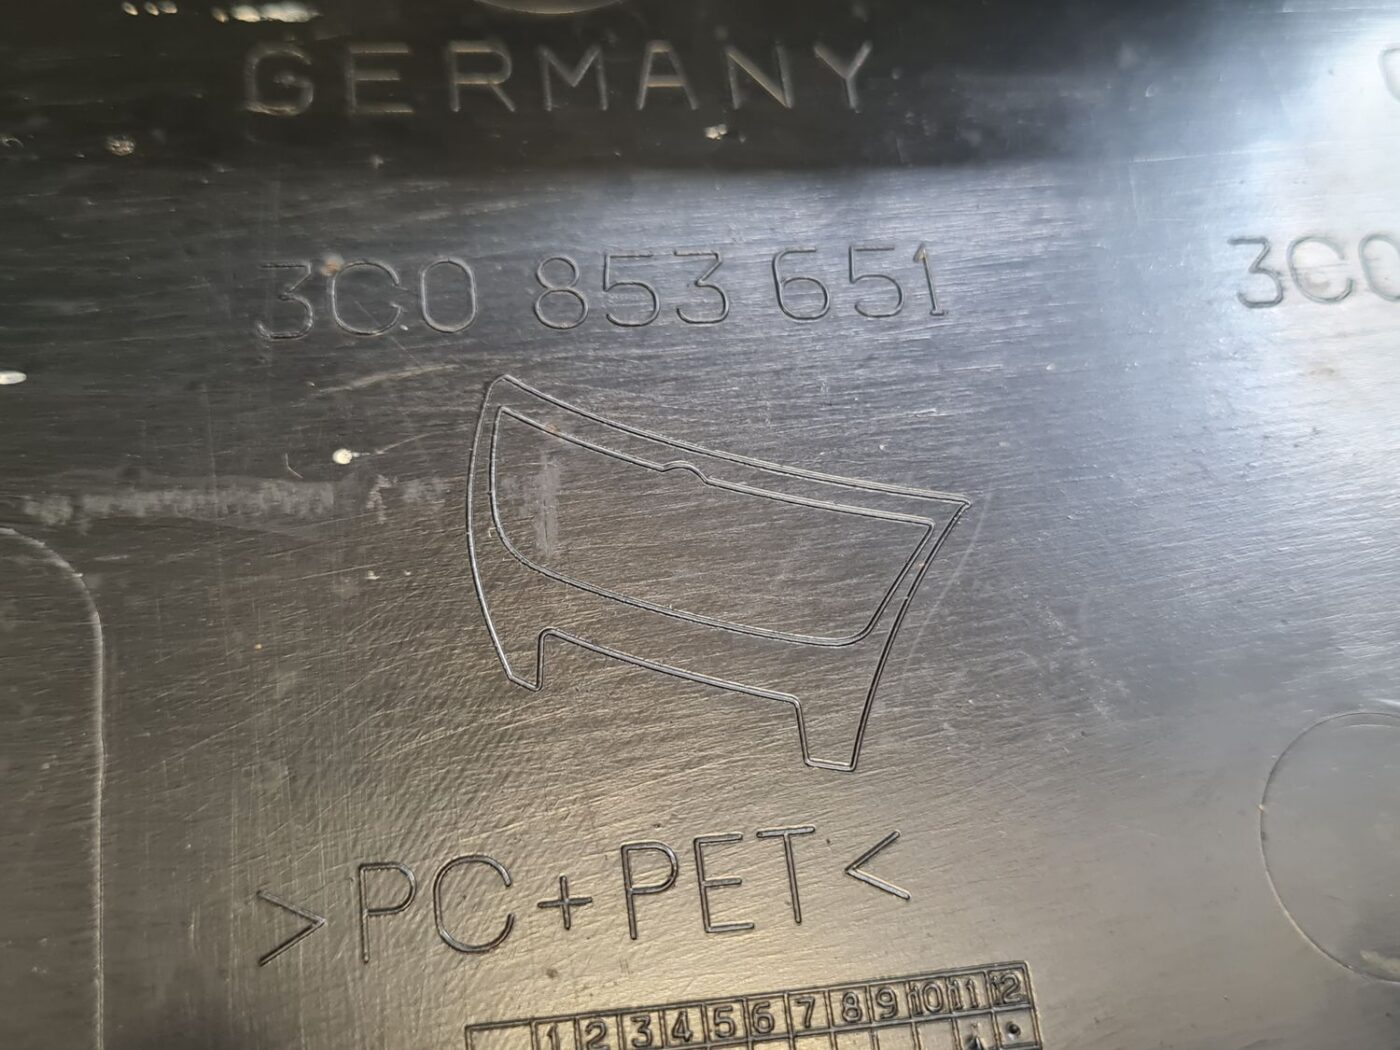 GERMANY
3C0 853 651
3C0
>PC+PET<
1 2 3 4 5 6 7 8 9 10 11 12